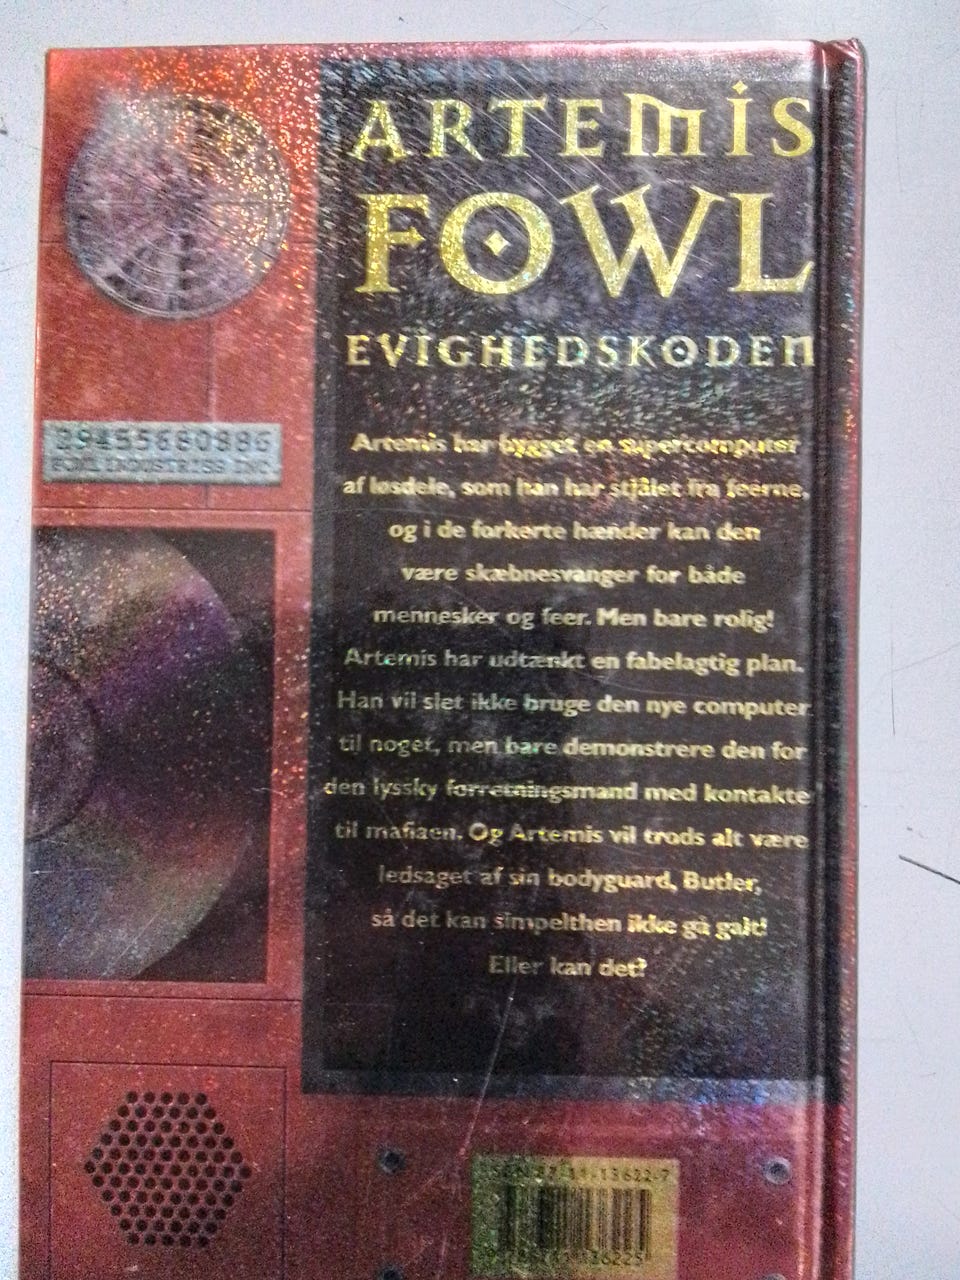 ARTEMIS
FOWL
EVIGHEDSKODEN
Artemis har bygget en supercomputer
af løsdele, som han har stjålet fra feerne,
og i de forkerte hænder kan den
være skæbnesvanger for både
mennesker og feer. Men bare rolig!
Artemis har udtænkt en fabelagtig plan.
Han vil slet ikke bruge den nye computer
til noget, men bare demonstrere den for
den lyssky forretningsmand med kontakte
til mafiaen. Og Artemis vil trods alt være
ledsaget af sin bodyguard, Butler,
så det kan simpelthen ikke gå galt!
Eller kan det?
FOWL INDUSTRIES INC.